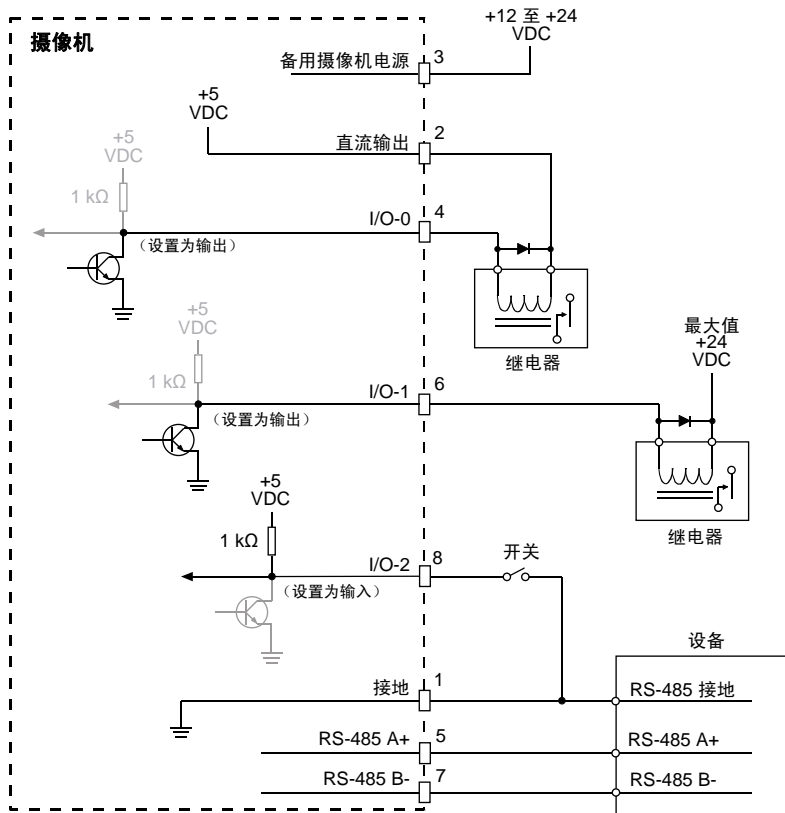 摄像机
+12 至 +24
VDC
备用摄像机电源
3
+5
VDC
直流输出
2
+5
VDC
1 kΩ
I/O-0
4
（设置为输出）
继电器
+5
VDC
1 kΩ
最大值
+24
VDC
I/O-1
6
（设置为输出）
继电器
+5
VDC
1 kΩ
I/O-2
8
开关
（设置为输入）
设备
接地
1
RS-485 接地
RS-485 A+
5
RS-485 A+
RS-485 B-
7
RS-485 B-